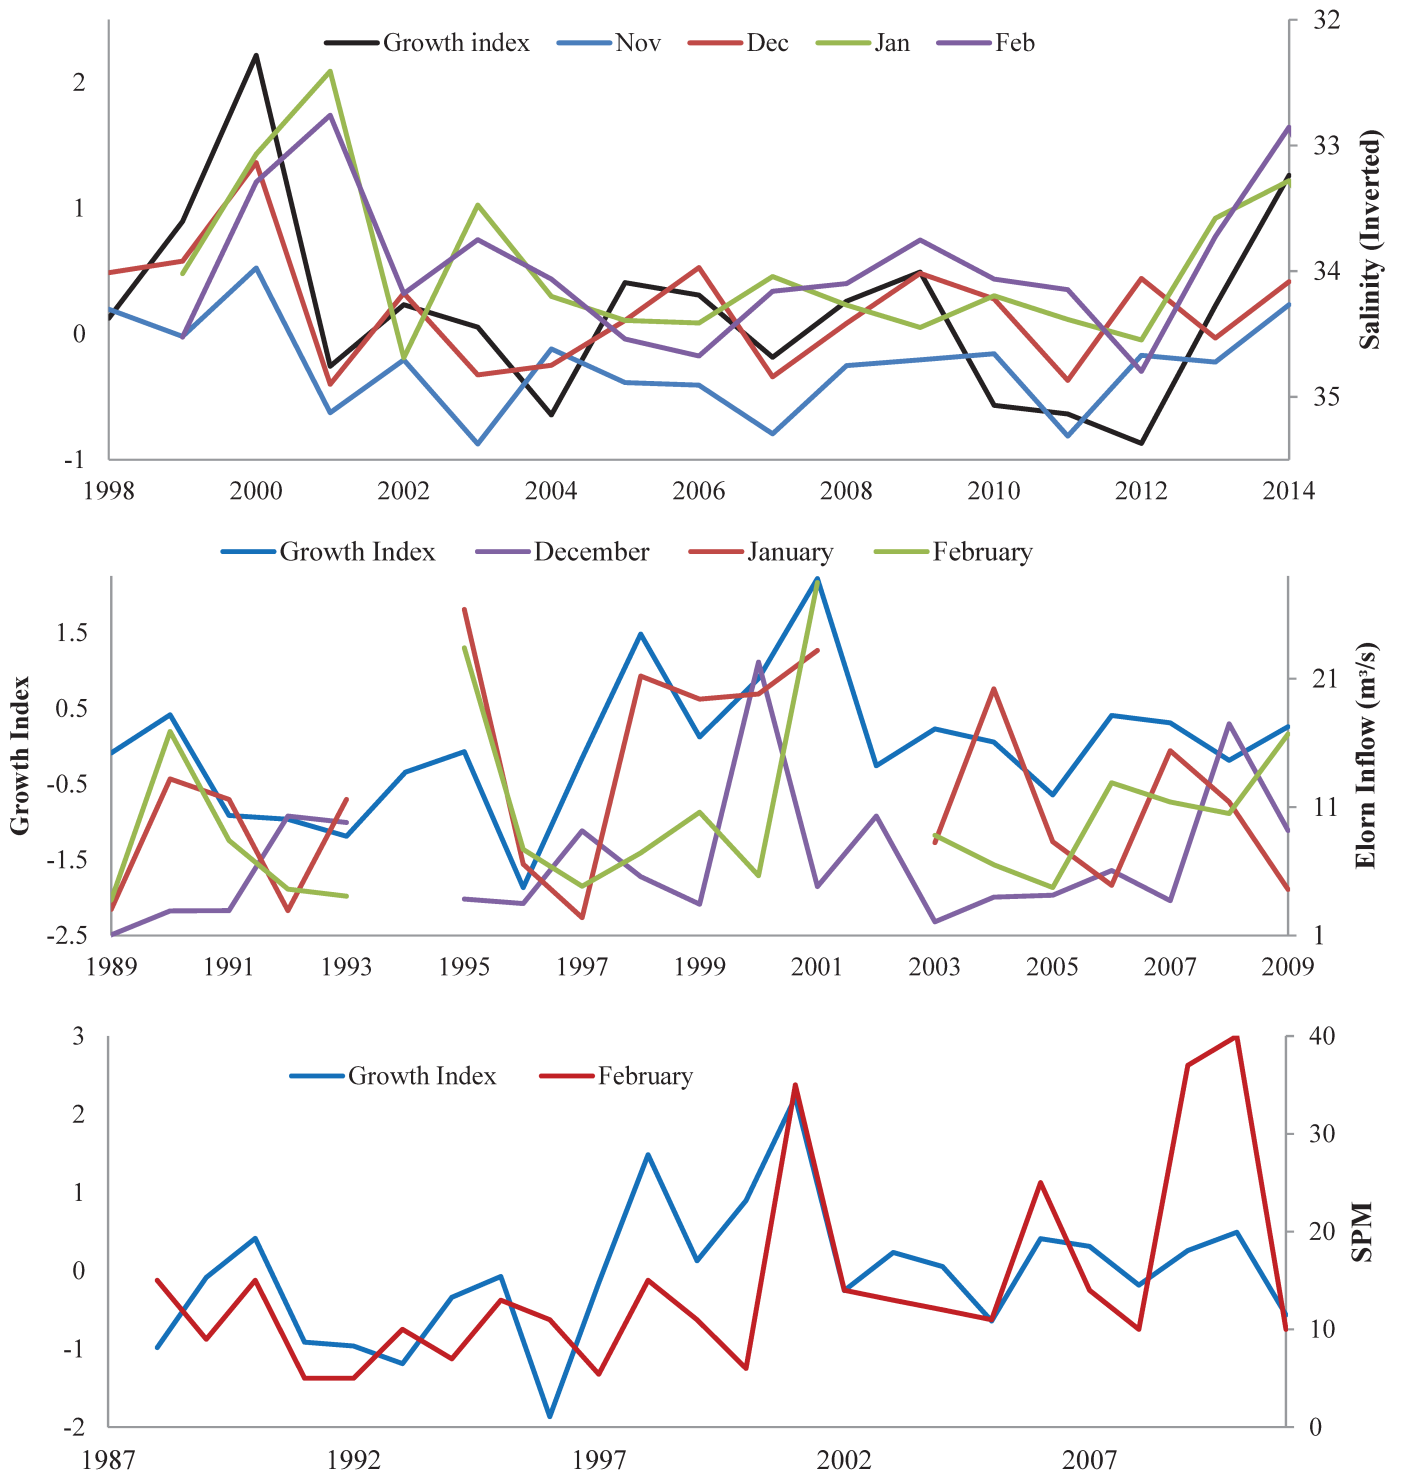 Growth index Nov Dec Jan Feb
2
1
0
-1
32
33
34
35
Salinity (Inverted)
1998 2000 2002 2004 2006 2008 2010 2012 2014
Growth Index December January February
Growth Index
1.5
0.5
-0.5
-1.5
-2.5
21
11
1
Elorn Inflow (m³/s)
1989 1991 1993 1995 1997 1999 2001 2003 2005 2007 2009
Growth Index February
3
2
1
0
-1
-2
40
30
20
10
0
SPM
1987 1992 1997 2002 2007